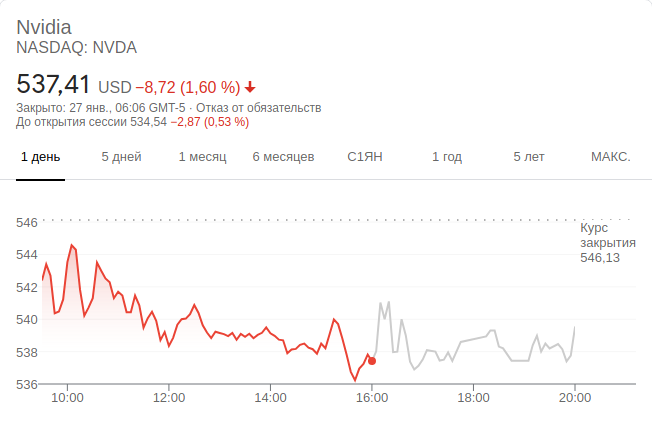 Nvidia
NASDAQ: NVDA
537,41 USD −8,72 (1,60 %)
Закрыто: 27 янв., 06:06 GMT-5 · Отказ от обязательств
До открытия сессии 534,54 −2,87 (0,53 %)
1 день 5 дней 1 месяц 6 месяцев С1ЯН 1 год 5 лет МАКС.
546
Курс
закрытия
546,13
544
542
540
538
536
10:00 12:00 14:00 16:00 18:00 20:00